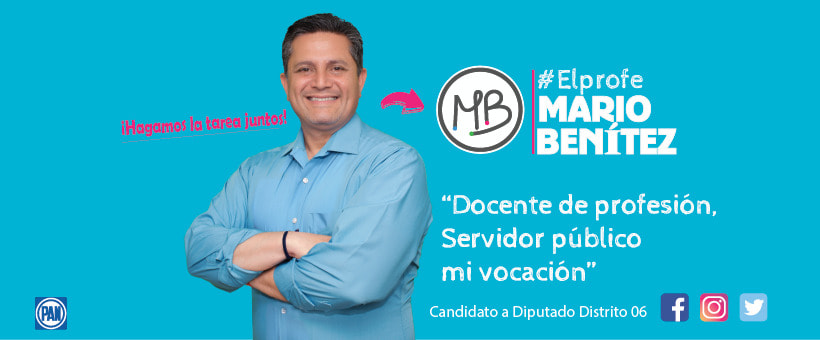 ¡Hagamos la tarea juntos!
MB
#Elprofe
MARIO
BENÍTEZ
“Docente de profesión,
Servidor público
mi vocación”
Candidato a Diputado Distrito 06
PAN